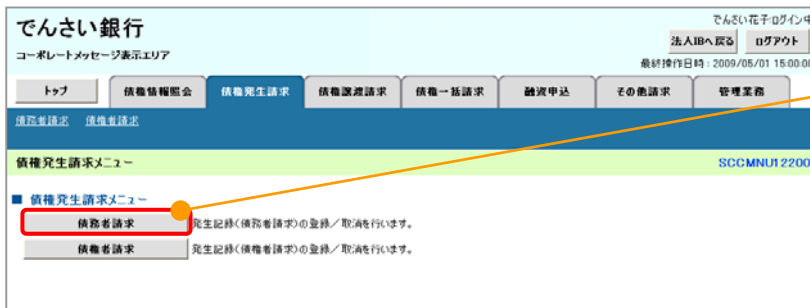 でんさい銀行
でんさい花子:ログイン中
コーポレートメッセージ表示エリア
法人IBへ戻る ログアウト
最終操作日時:2009/05/01 15:00:00
トップ 債権情報照会 債権発生請求 債権譲渡請求 債権一括請求 融資申込 その他請求 管理業務
債務者請求 債権者請求
債権発生請求メニュー SCCMNU12200
■ 債権発生請求メニュー
債務者請求 発生記録(債務者請求)の登録/取消を行います。
債権者請求 発生記録(債権者請求)の登録/取消を行います。